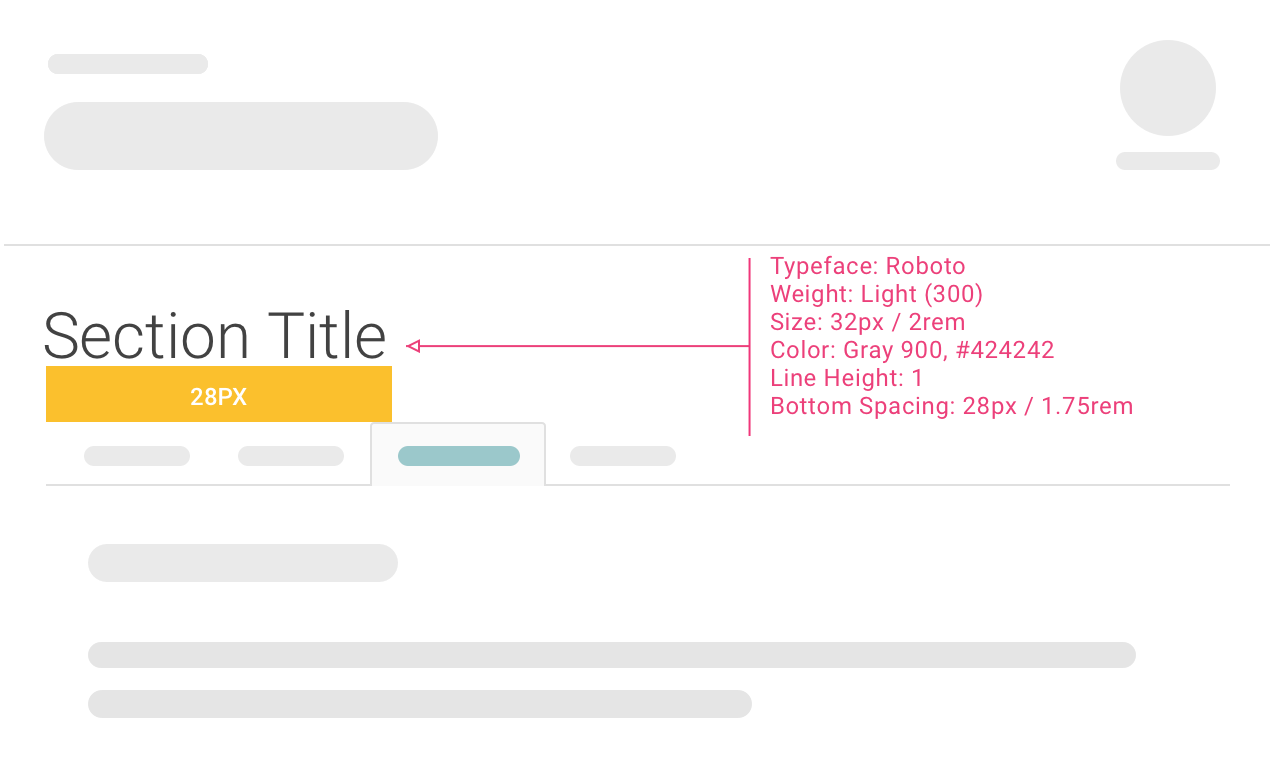 Typeface: Roboto
Weight: Light (300)
Size: 32px / 2rem
Color: Gray 900, #424242
Line Height: 1
Bottom Spacing: 28px / 1.75rem
Section Title
28PX